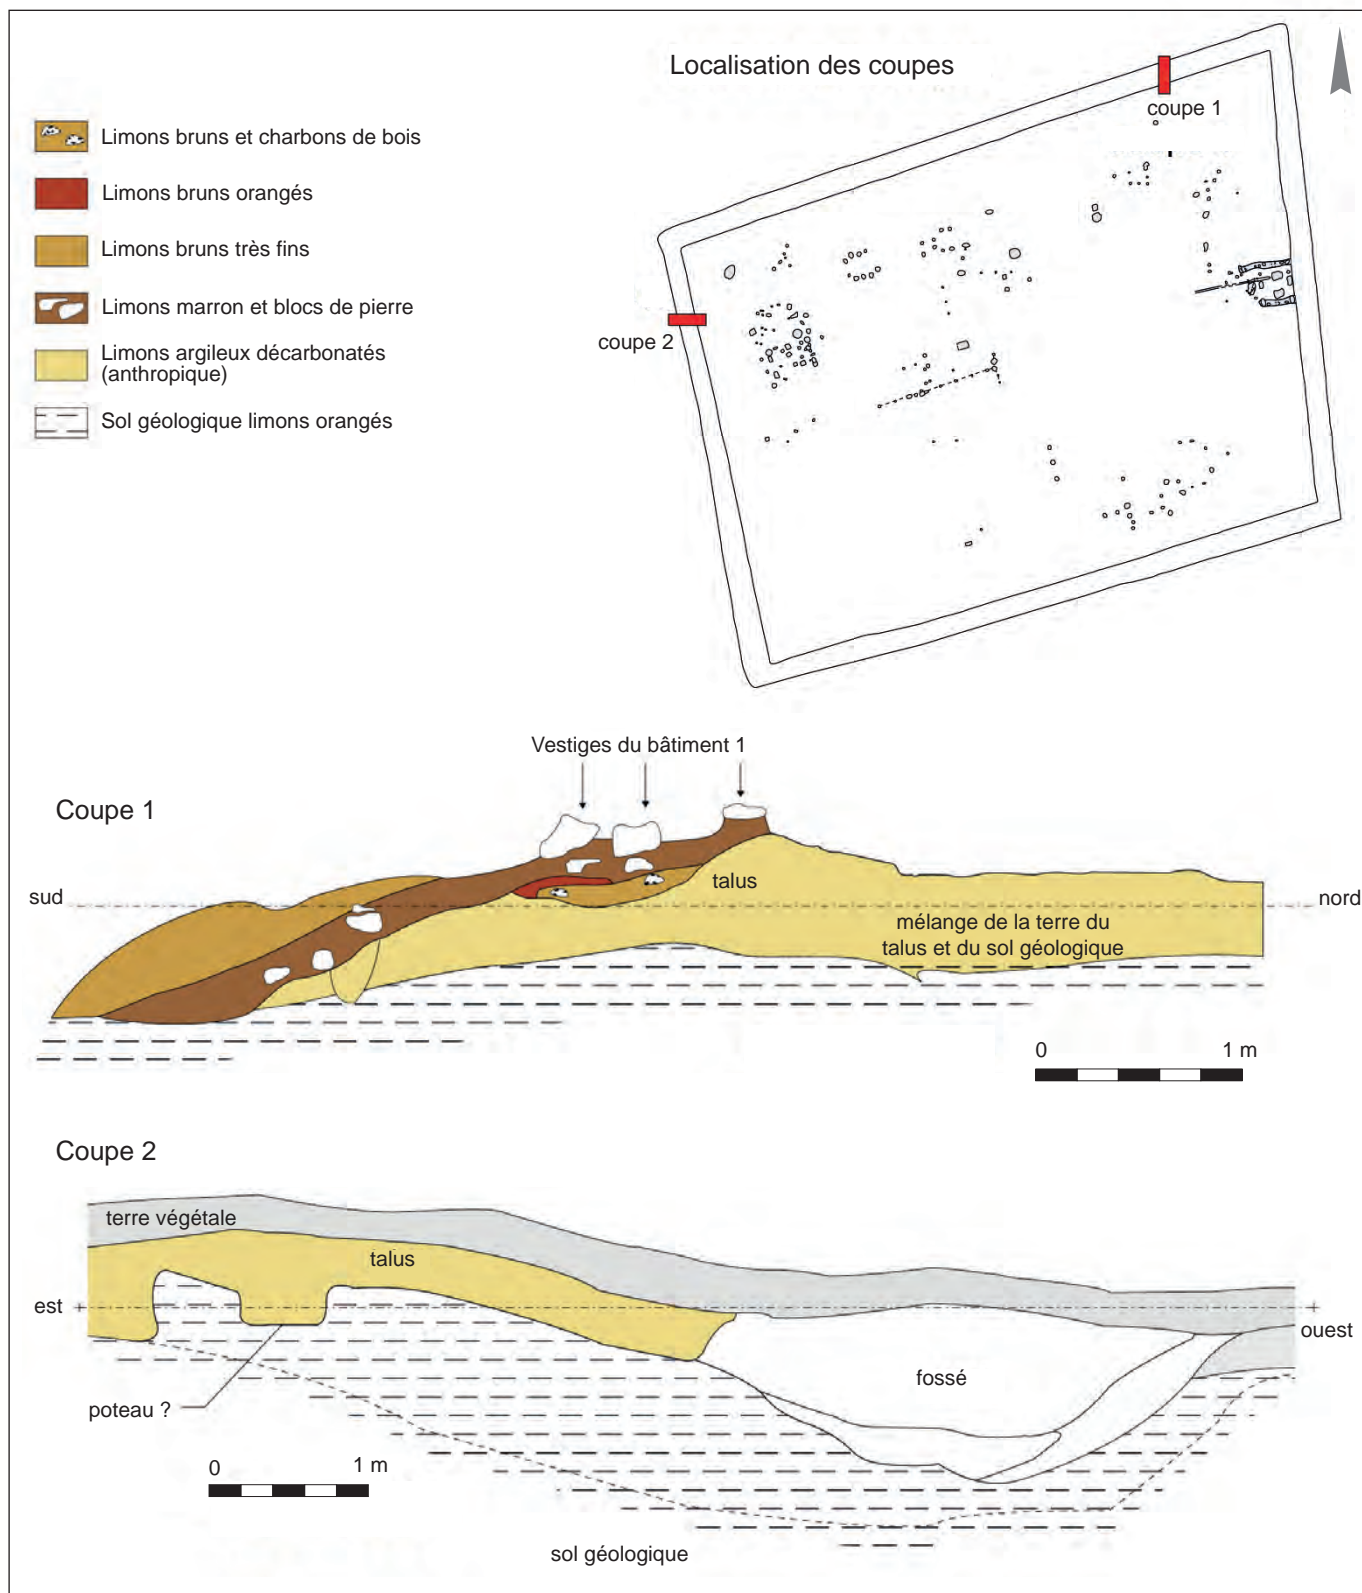 Localisation des coupes
coupe 1
coupe 2
Limons bruns et charbons de bois
Limons bruns orangés
Limons bruns très fins
Limons marron et blocs de pierre
Limons argileux décarbonatés
(anthropique)
Sol géologique limons orangés
Vestiges du bâtiment 1
Coupe 1
sud
talus
nord
mélange de la terre du
talus et du sol géologique
0 1 m
Coupe 2
terre végétale
talus
est
ouest
fossé
poteau ?
0 1 m
sol géologique